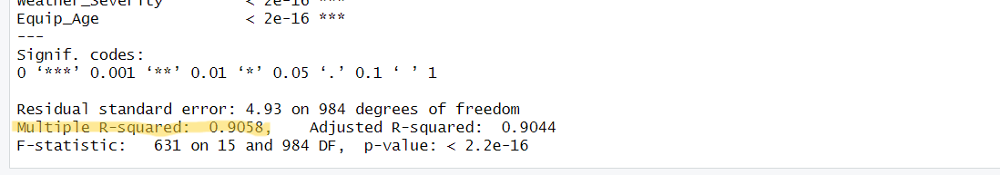 Weather_Severity < 2e-16 ***
Equip_Age < 2e-16 ***
---
Signif. codes:
0 ‘***’ 0.001 ‘**’ 0.01 ‘*’ 0.05 ‘.’ 0.1 ‘ ’ 1
Residual standard error: 4.93 on 984 degrees of freedom
Multiple R-squared: 0.9058, Adjusted R-squared: 0.9044
F-statistic: 631 on 15 and 984 DF, p-value: < 2.2e-16